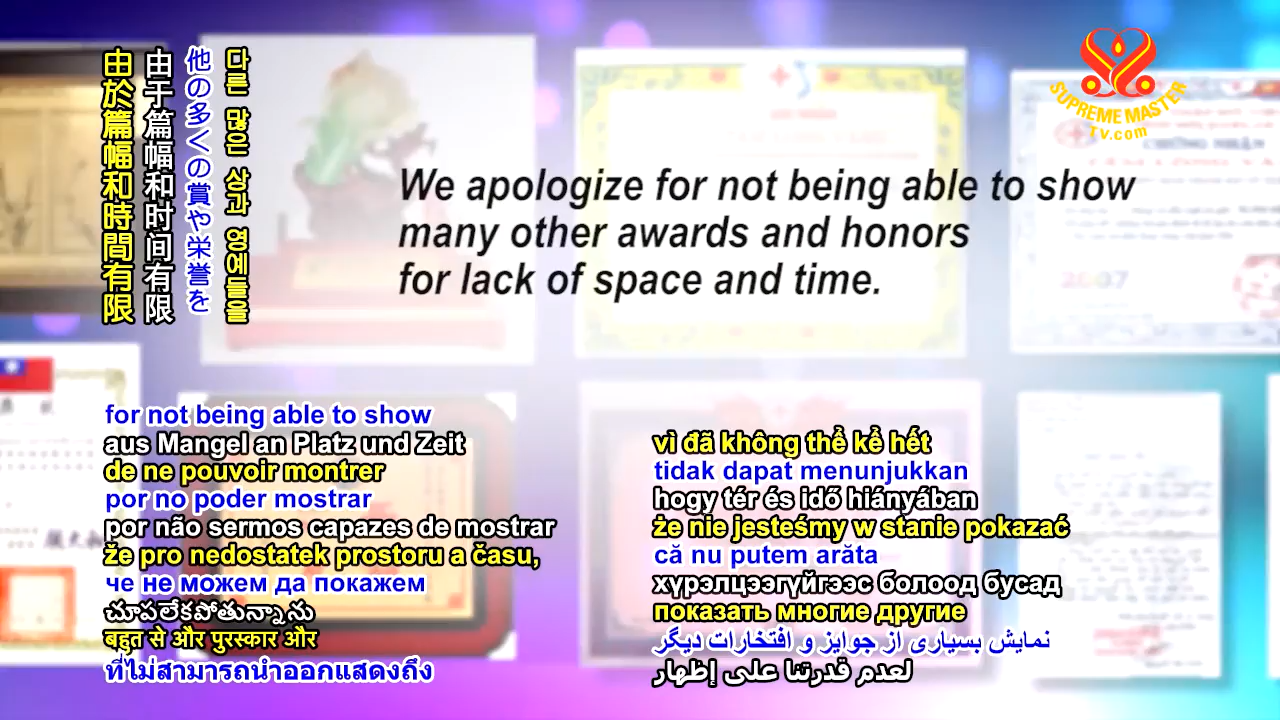 由於篇幅和時間有限
由于篇幅和时间有限
他の多くの賞や栄誉を
다른 많은 상과 영예들을
SUPREME MASTER
TV.com
We apologize for not being able to show
many other awards and honors
for lack of space and time.
2007
for not being able to show
aus Mangel an Platz und Zeit
de ne pouvoir montrer
por no poder mostrar
por não sermos capazes de mostrar
že pro nedostatek prostoru a času,
че не можем да покажем
చూపలేకపోతున్నాను
बहुत से और पुरस्कार और
ที่ไม่สามารถนำออกแสดงถึง
vì đã không thể kể hết
tidak dapat menunjukkan
hogy tér és idő hiányában
że nie jesteśmy w stanie pokazać
că nu putem arăta
хүрэлцээгүйгээс болоод бусад
показать многие другие
نمایش بسیاری از جوایز و افتخارات دیگر
لعدم قدرتنا على إظهار